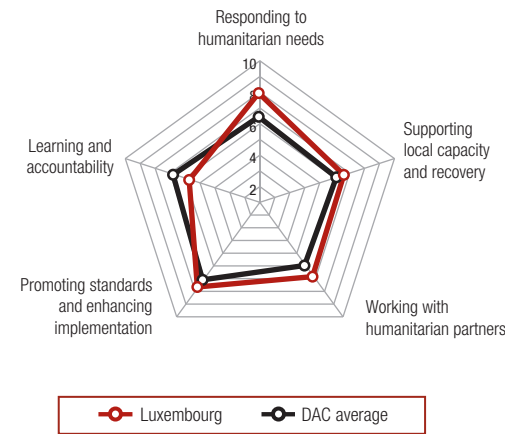 Responding to
humanitarian needs
10
8
6
4
2
Learning and
accountability
Supporting
local capacity
and recovery
Promoting standards
and enhancing
implementation
Working with
humanitarian partners
Luxembourg
DAC average